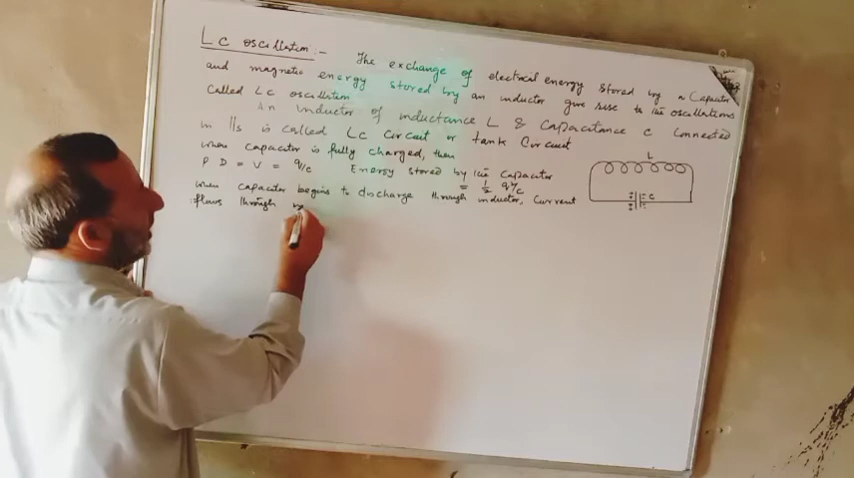 Lc oscillation :- The exchange of electrical energy stored by a Capacitor
and magnetic energy stored by an inductor give rise to the oscillations
called Lc oscillation
An inductor of inductance L & Capacitance c connected
in lls is called Lc Circuit or tank Circuit
when capacitor is fully charged, then
P D = V = q/c Energy stored by the Capacitor
= 1/2 q²/c
when capacitor begins to discharge through inductor, Current
flows through
L
c